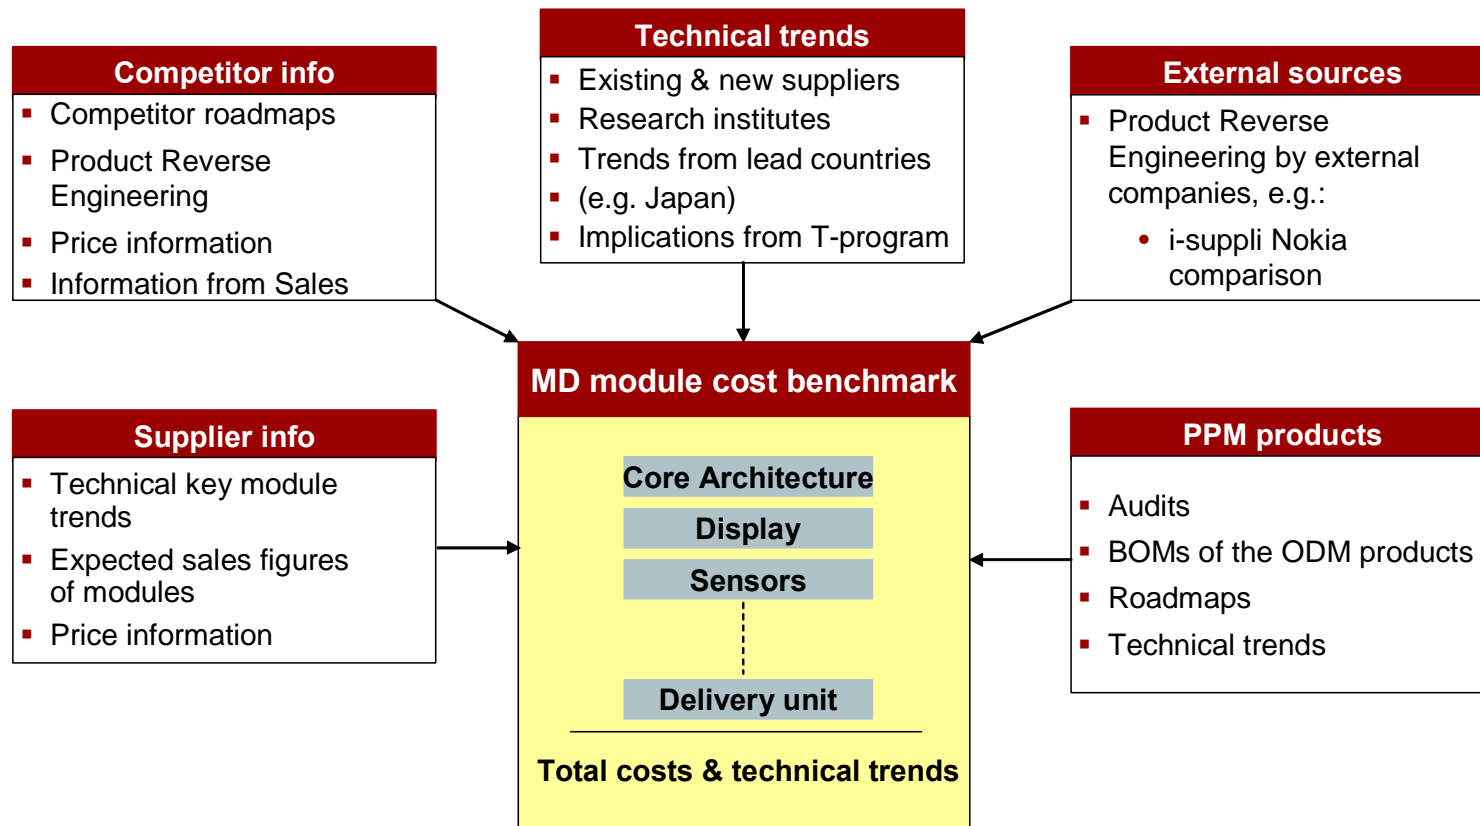 Technical trends
▪ Existing & new suppliers
▪ Research institutes
▪ Trends from lead countries
▪ (e.g. Japan)
▪ Implications from T-program
Competitor info
▪ Competitor roadmaps
▪ Product Reverse
Engineering
▪ Price information
▪ Information from Sales
External sources
▪ Product Reverse
Engineering by external
companies, e.g.:
• i-suppli Nokia
comparison
MD module cost benchmark
Core Architecture
Display
Sensors
Delivery unit
Total costs & technical trends
Supplier info
▪ Technical key module
trends
▪ Expected sales figures
of modules
▪ Price information
PPM products
▪ Audits
▪ BOMs of the ODM products
▪ Roadmaps
▪ Technical trends